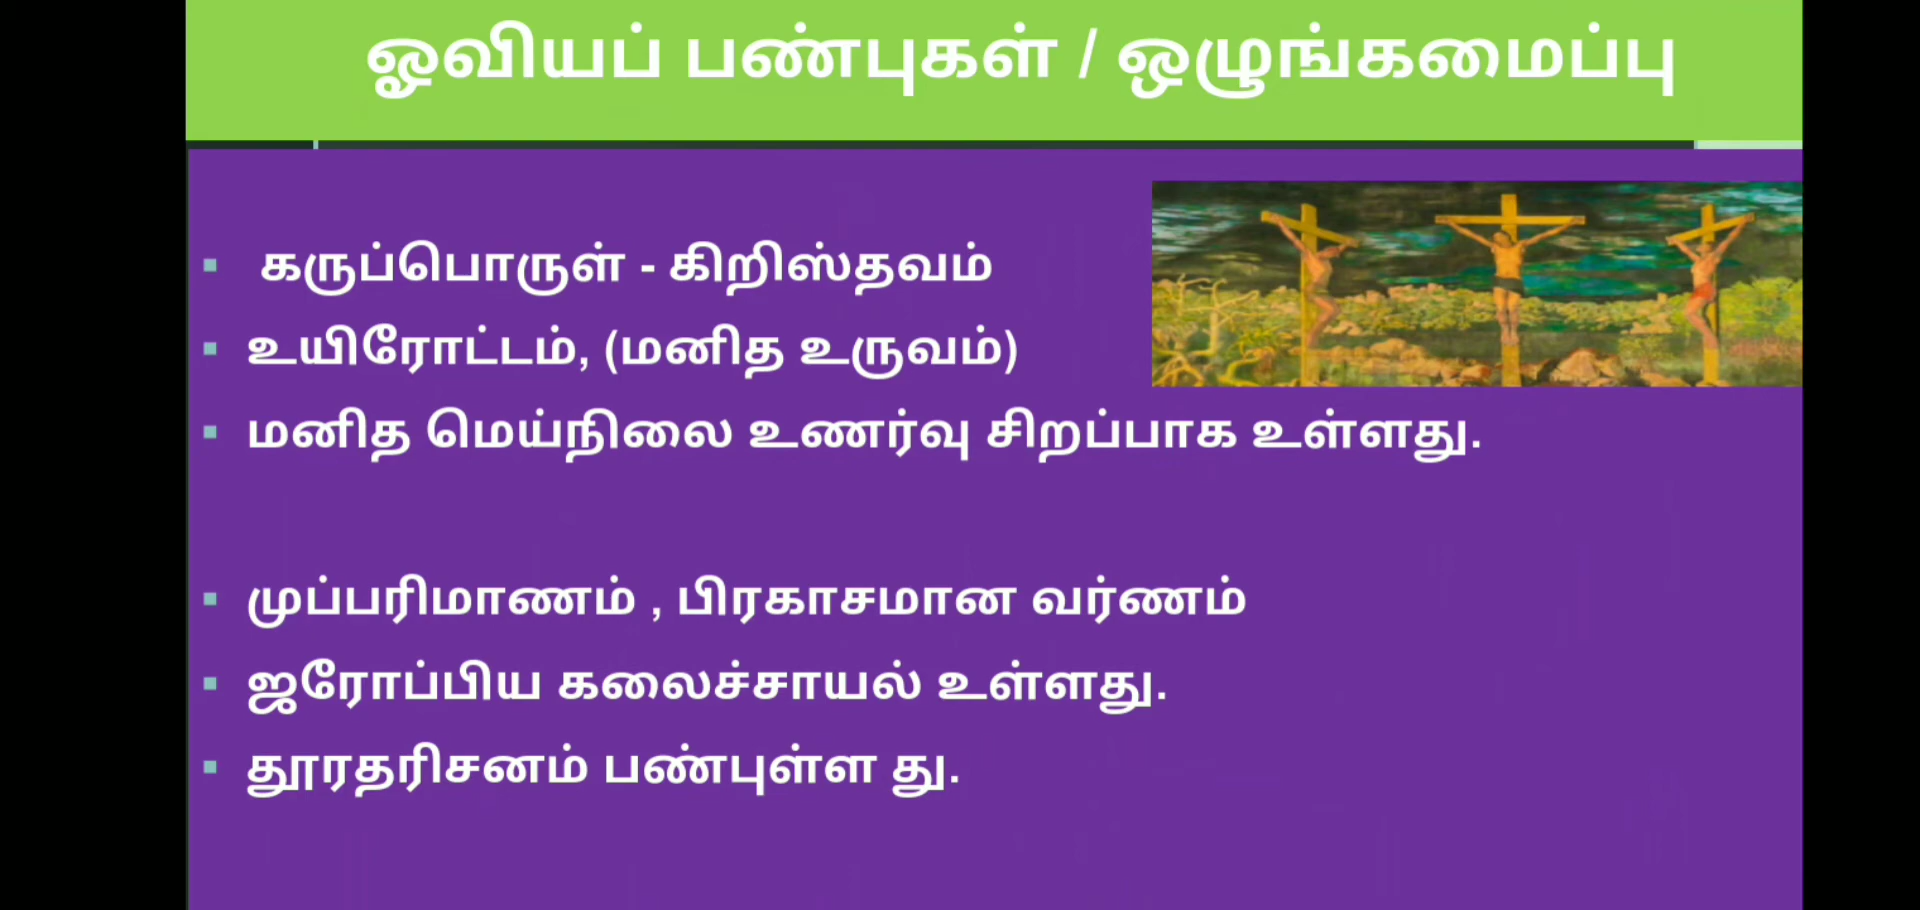 ஓவியப் பண்புகள் / ஒழுங்கமைப்பு
▪ கருப்பொருள் - கிறிஸ்தவம்
▪ உயிரோட்டம், (மனித உருவம்)
▪ மனித மெய்நிலை உணர்வு சிறப்பாக உள்ளது.
▪ முப்பரிமாணம் , பிரகாசமான வர்ணம்
▪ ஜரோப்பிய கலைச்சாயல் உள்ளது.
▪ தூரதரிசனம் பண்புள்ள து.